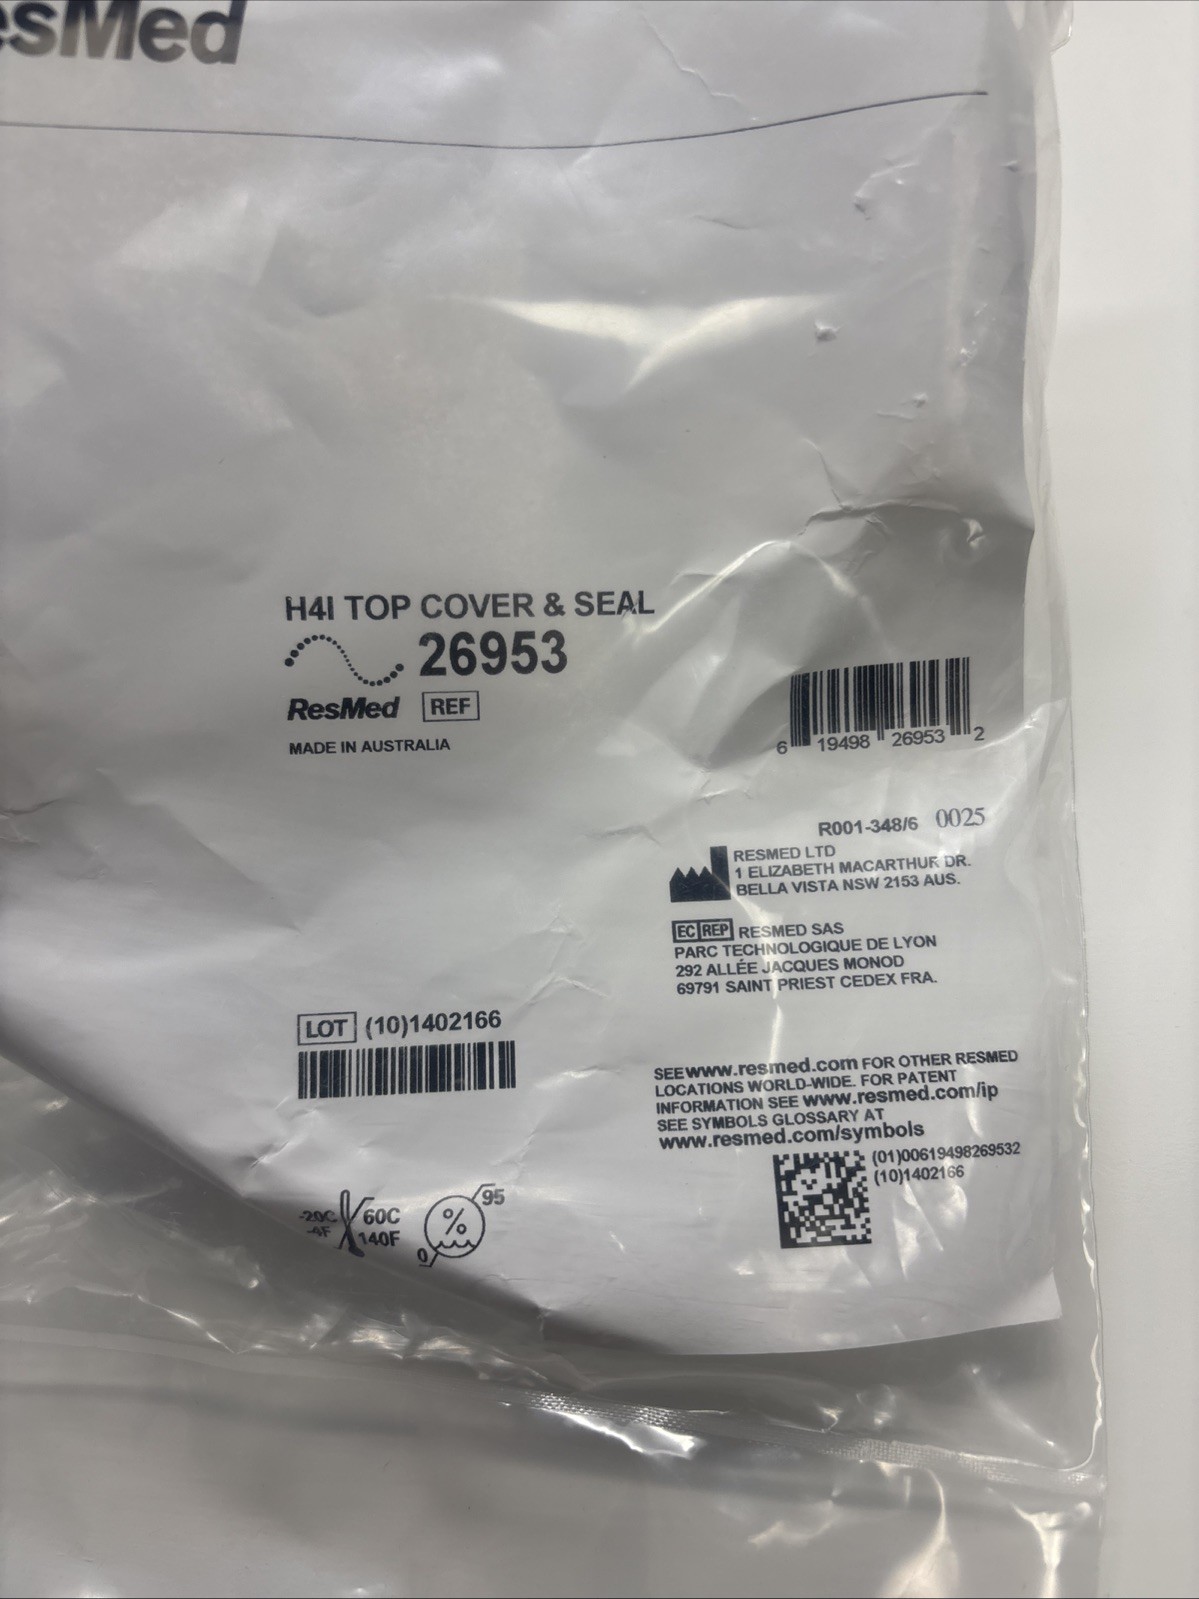 esMed
H4I TOP COVER & SEAL
26953
ResMed REF
MADE IN AUSTRALIA
6 19498 26953 2
R001-348/6 0025
RESMED LTD
1 ELIZABETH MACARTHUR DR.
BELLA VISTA NSW 2153 AUS.
EC REP RESMED SAS
PARC TECHNOLOGIQUE DE LYON
292 ALLÉE JACQUES MONOD
69791 SAINT PRIEST CEDEX FRA.
LOT (10)1402166
SEE www.resmed.com FOR OTHER RESMED
LOCATIONS WORLD-WIDE. FOR PATENT
INFORMATION SEE www.resmed.com/ip
SEE SYMBOLS GLOSSARY AT
www.resmed.com/symbols
(01)00619498269532
(10)1402166
-20C 60C
-4F 140F
0 % 95